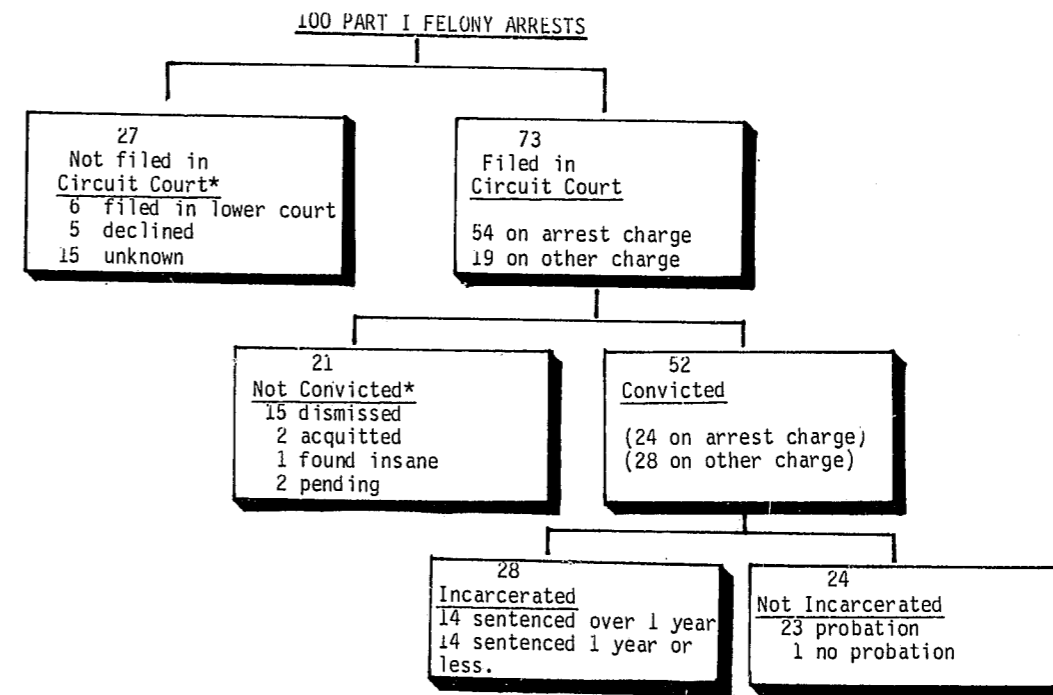 100 PART I FELONY ARRESTS
27
Not filed in
Circuit Court*
6 filed in lower court
5 declined
15 unknown
73
Filed in
Circuit Court
54 on arrest charge
19 on other charge
21
Not Convicted*
15 dismissed
2 acquitted
1 found insane
2 pending
52
Convicted
(24 on arrest charge)
(28 on other charge)
28
Incarcerated
14 sentenced over 1 year
14 sentenced 1 year or
less.
24
Not Incarcerated
23 probation
1 no probation